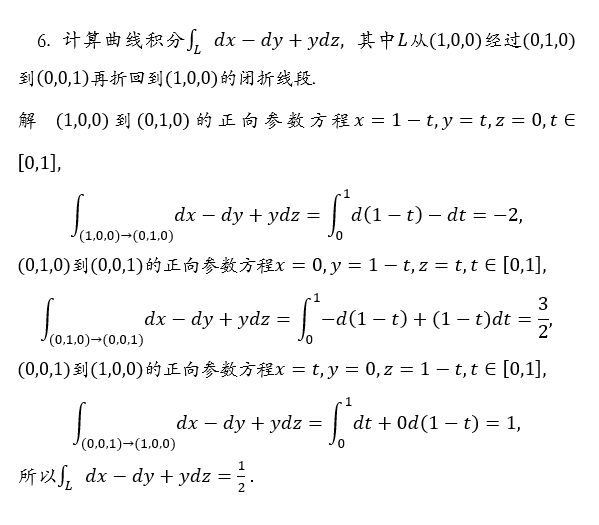 6. 计算曲线积分∫_L dx − dy + ydz, 其中L从(1,0,0)经过(0,1,0)
到(0,0,1)再折回到(1,0,0)的闭折线段.
解 (1,0,0)到(0,1,0)的正向参数方程x = 1 − t, y = t, z = 0, t ∈
[0,1],
∫_{(1,0,0)→(0,1,0)} dx − dy + ydz = ∫_0^1 d(1 − t) − dt = −2,
(0,1,0)到(0,0,1)的正向参数方程x = 0, y = 1 − t, z = t, t ∈ [0,1],
∫_{(0,1,0)→(0,0,1)} dx − dy + ydz = ∫_0^1 −d(1 − t) + (1 − t)dt = 3/2,
(0,0,1)到(1,0,0)的正向参数方程x = t, y = 0, z = 1 − t, t ∈ [0,1],
∫_{(0,0,1)→(1,0,0)} dx − dy + ydz = ∫_0^1 dt + 0d(1 − t) = 1,
所以∫_L dx − dy + ydz = 1/2 .